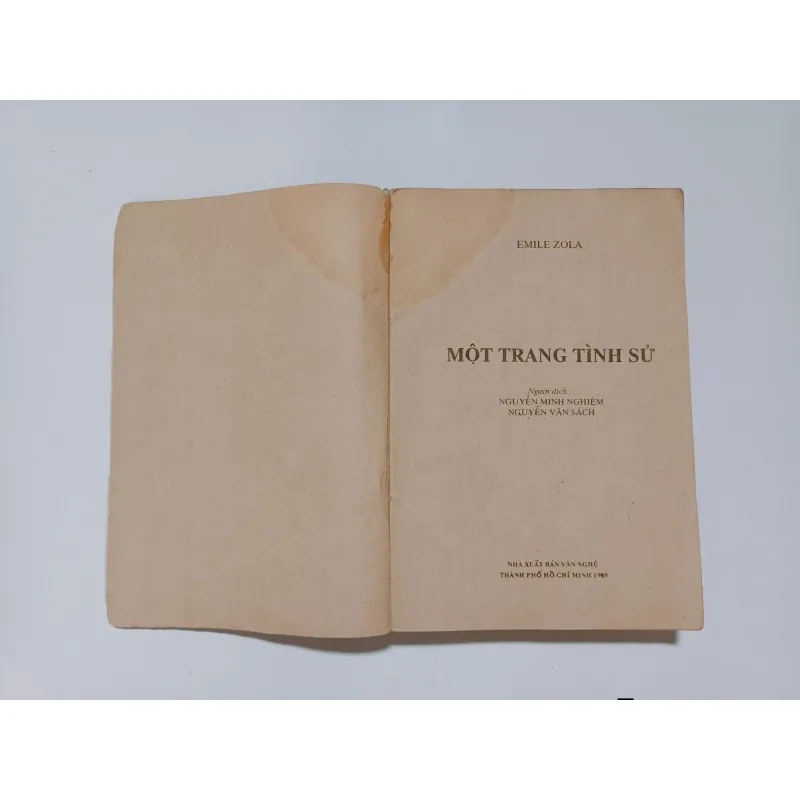 EMILE ZOLA
MỘT TRANG TÌNH SỬ
Người dịch :
NGUYỄN MINH NGHIỆM
NGUYỄN VĂN SÁCH
NHÀ XUẤT BẢN VĂN NGHỆ
THÀNH PHỐ HỒ CHÍ MINH 1989